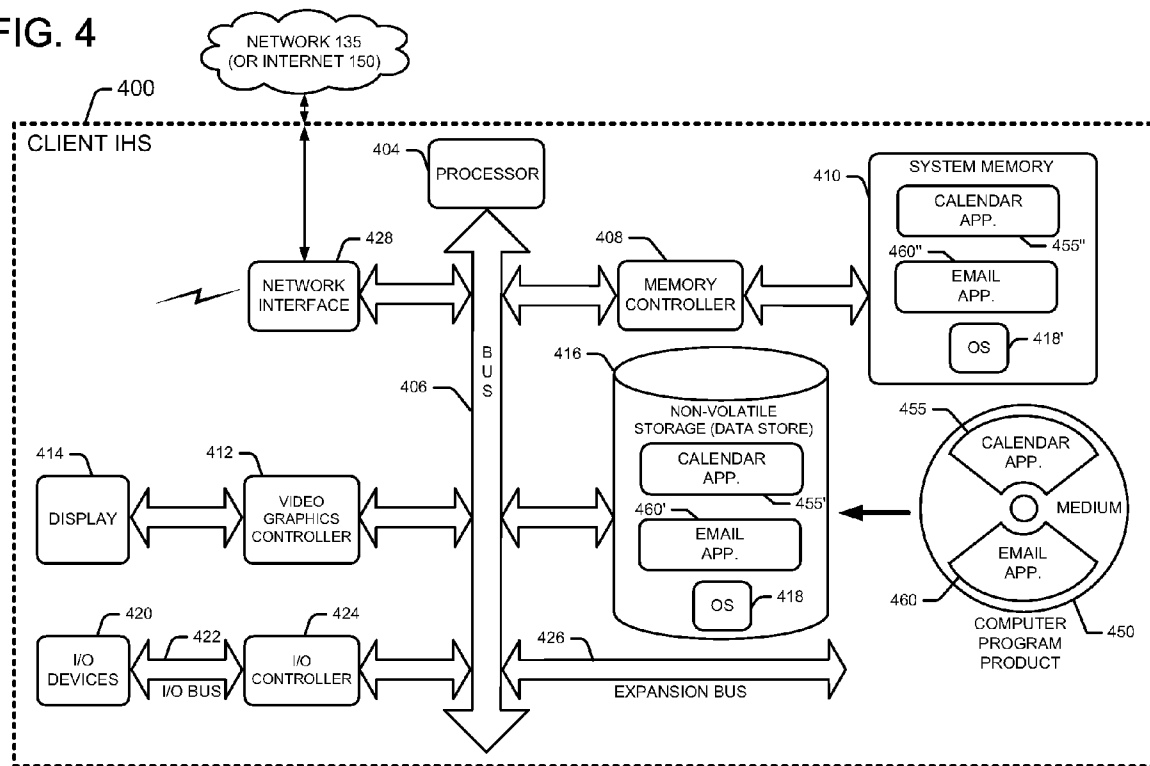 FIG. 4
NETWORK 135
(OR INTERNET 150)
400
CLIENT IHS
404
PROCESSOR
SYSTEM MEMORY
410
CALENDAR
APP.
455"
460"
EMAIL
APP.
OS
418'
428
NETWORK
INTERFACE
408
MEMORY
CONTROLLER
BUS
406
416
NON-VOLATILE
STORAGE (DATA STORE)
CALENDAR
APP.
455'
460'
EMAIL
APP.
OS
418
455
CALENDAR
APP.
MEDIUM
EMAIL
APP.
460
450
COMPUTER
PROGRAM
PRODUCT
414
DISPLAY
412
VIDEO
GRAPHICS
CONTROLLER
420
I/O
DEVICES
422
I/O BUS
424
I/O
CONTROLLER
426
EXPANSION BUS